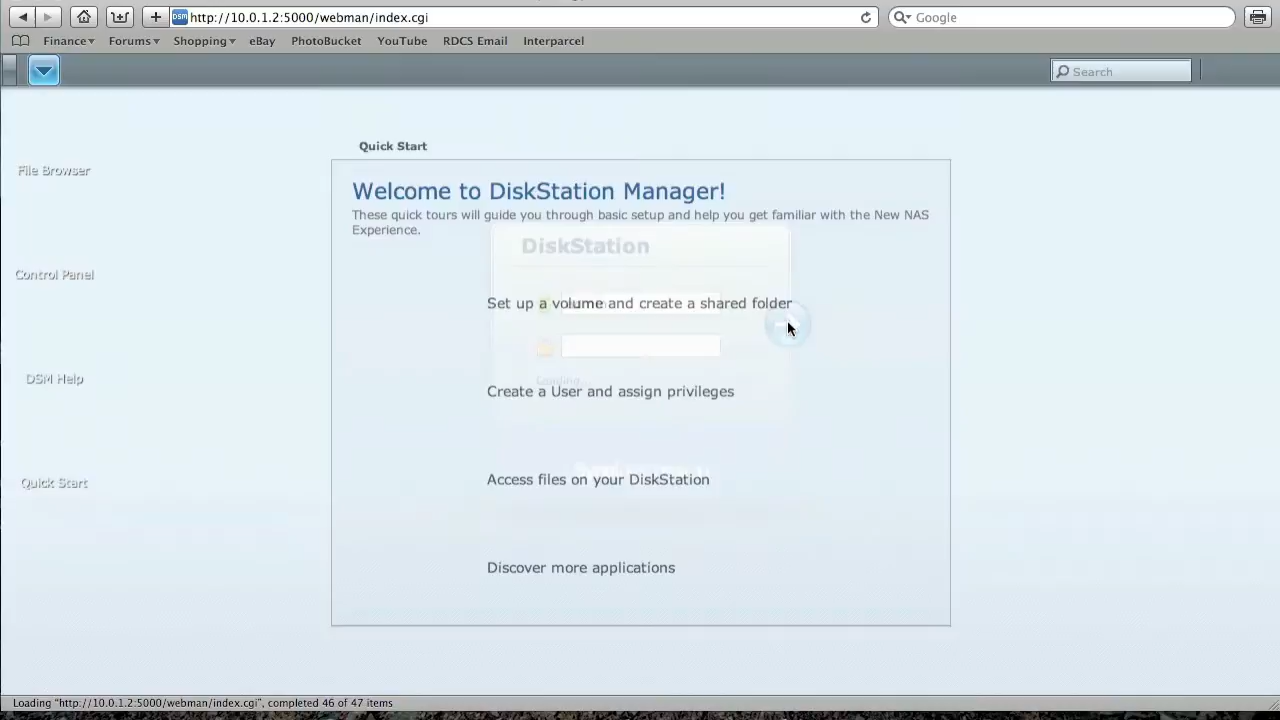 http://10.0.1.2:5000/webman/index.cgi
Google
Finance
Forums
Shopping
eBay
PhotoBucket
YouTube
RDCS Email
Interparcel
DSM
Search
Quick Start
File Browser
Control Panel
DSM Help
Quick Start
Welcome to DiskStation Manager!
These quick tours will guide you through basic setup and help you get familiar with the New NAS
Experience.
DiskStation
Set up a volume and create a shared folder
Loading...
Create a User and assign privileges
Access files on your DiskStation
Discover more applications
Loading "http://10.0.1.2:5000/webman/index.cgi", completed 46 of 47 items